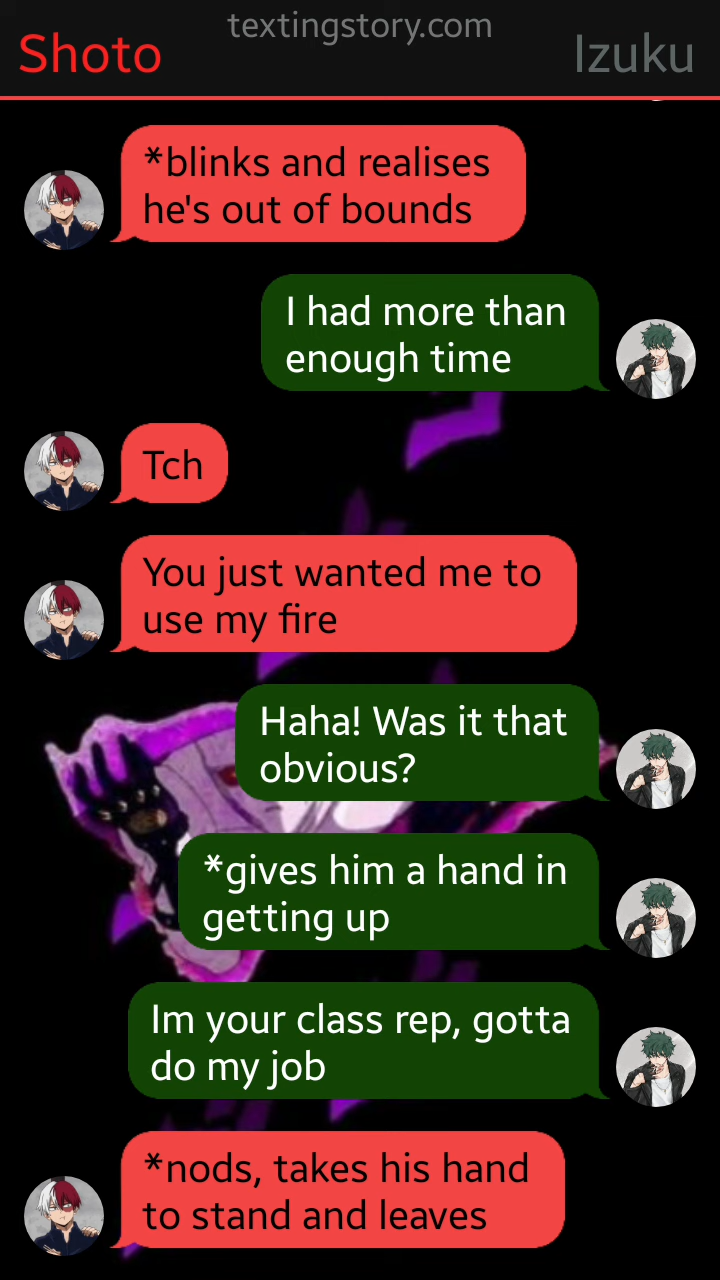 textingstory.com
Shoto
Izuku
*blinks and realises
he's out of bounds
I had more than
enough time
Tch
You just wanted me to
use my fire
Haha! Was it that
obvious?
*gives him a hand in
getting up
Im your class rep, gotta
do my job
*nods, takes his hand
to stand and leaves